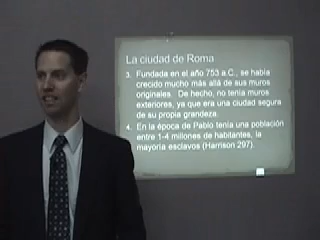 La ciudad de Roma
3. Fundada en el año 753 a.C., se había
crecido mucho más allá de sus muros
originales. De hecho, no tenía muros
exteriores, ya que era una ciudad segura
de su propia grandeza.
4. En la época de Pablo tenía una población
entre 1-4 millones de habitantes, la
mayoría esclavos (Harrison 297).